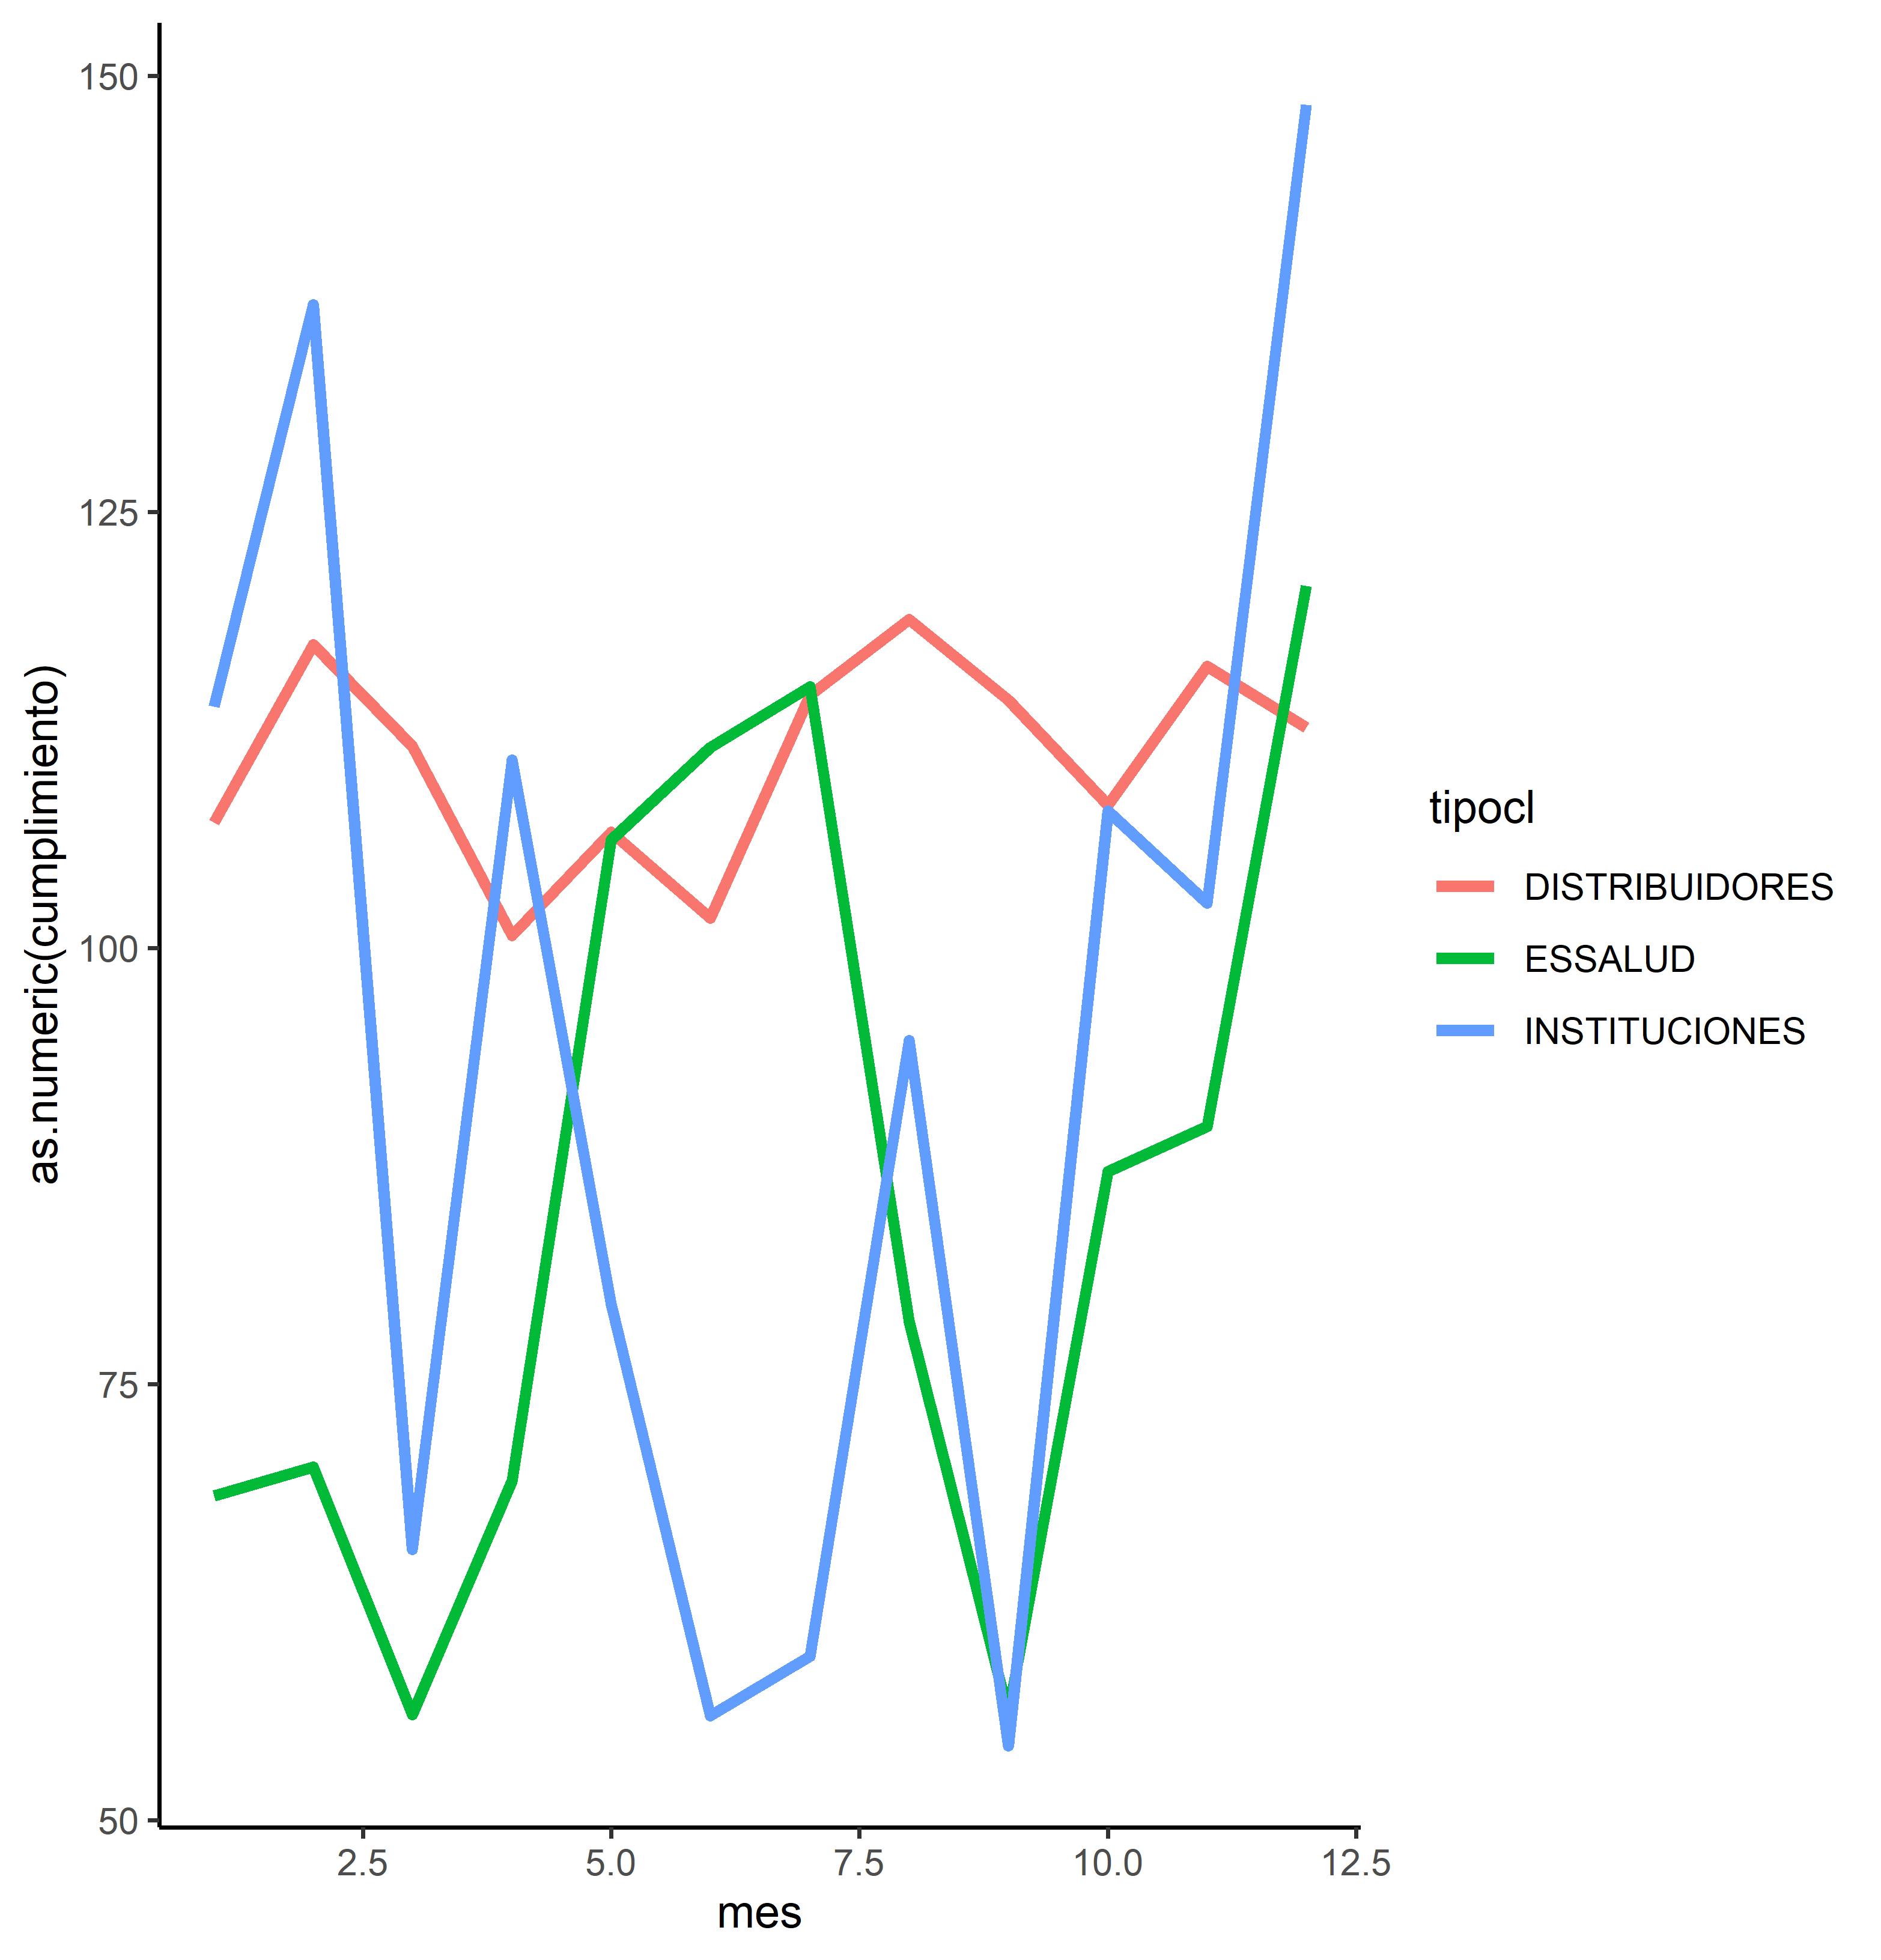 150
125
100
75
50
as.numeric(cumplimiento)
2.5 5.0 7.5 10.0 12.5
mes
tipocl
DISTRIBUIDORES
ESSALUD
INSTITUCIONES